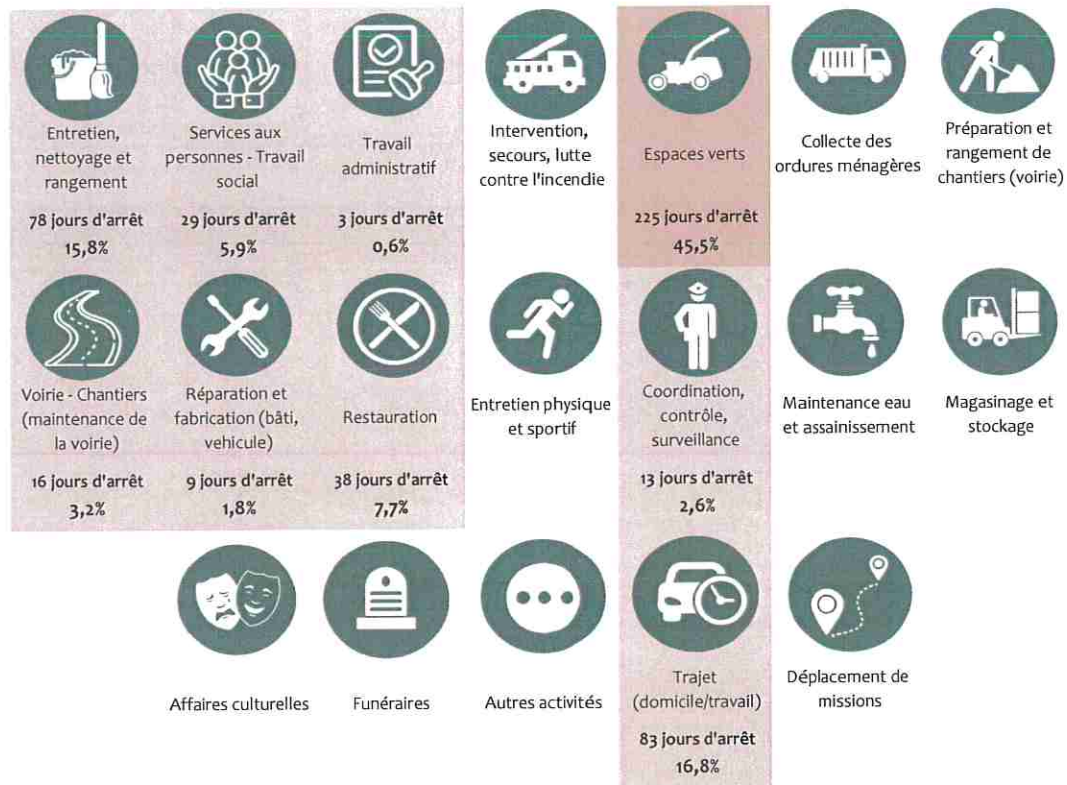 Entretien,
nettoyage et
rangement
78 jours d'arrêt
15,8%
Services aux
personnes - Travail
social
29 jours d'arrêt
5,9%
Travail
administratif
3 jours d'arrêt
0,6%
Intervention,
secours, lutte
contre l'incendie
Espaces verts
225 jours d'arrêt
45,5%
Collecte des
ordures ménagères
Préparation et
rangement de
chantiers (voirie)
Voirie - Chantiers
(maintenance de
la voirie)
16 jours d'arrêt
3,2%
Réparation et
fabrication (bâti,
vehicule)
9 jours d'arrêt
1,8%
Restauration
38 jours d'arrêt
7,7%
Entretien physique
et sportif
Coordination,
contrôle,
surveillance
13 jours d'arrêt
2,6%
Maintenance eau
et assainissement
Magasinage et
stockage
Affaires culturelles
Funéraires
Autres activités
Trajet
(domicile/travail)
83 jours d'arrêt
16,8%
Déplacement de
missions